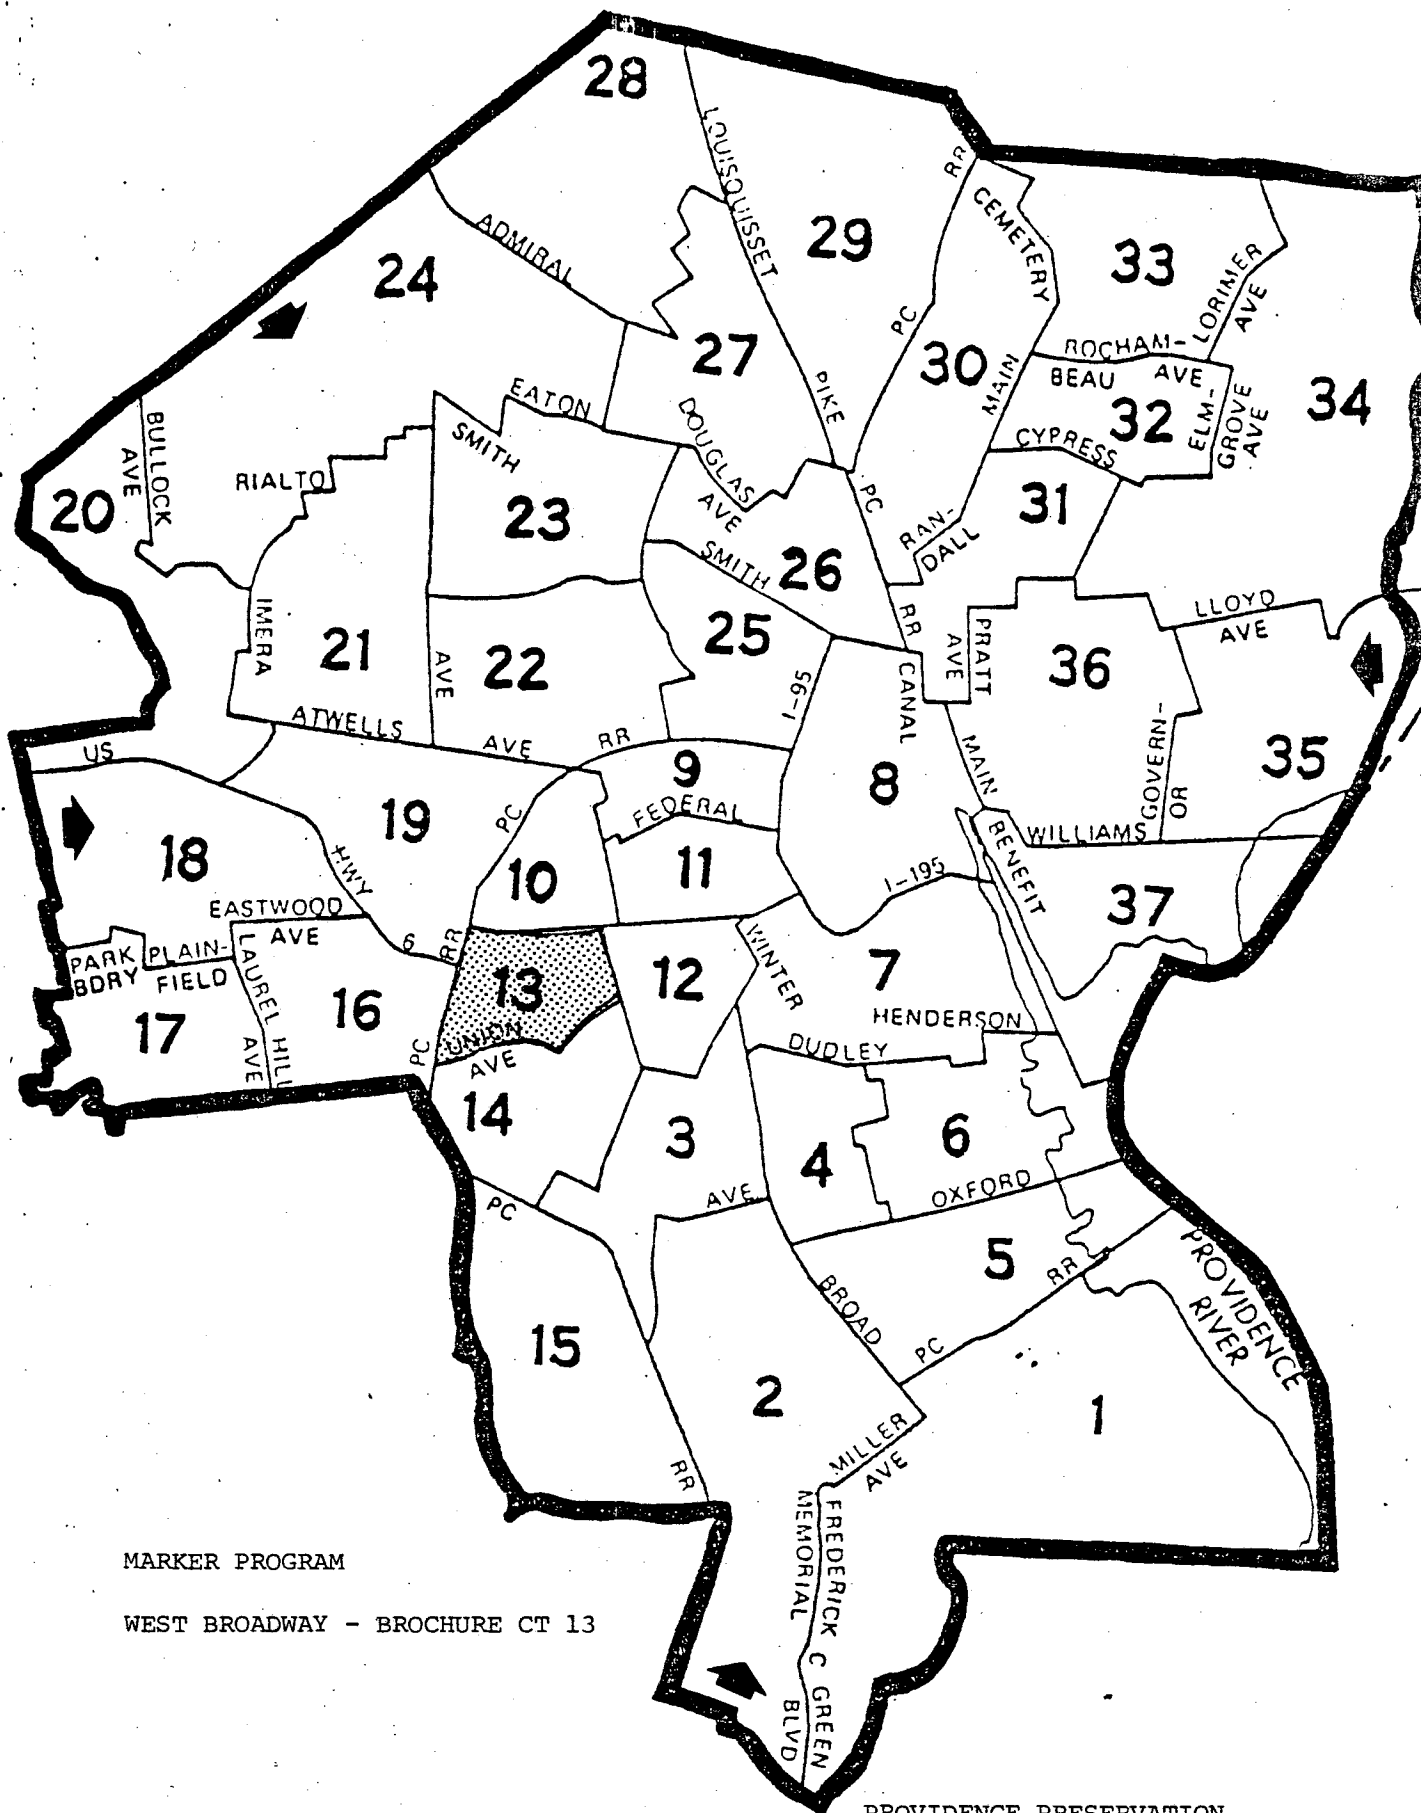 28
LOUISQUISSET
PIKE
29
RR
PC
CEMETERY
33
LORIMER
AVE
ADMIRAL
24
27
30
MAIN
ROCHAM-
BEAU AVE
32
ELM-
GROVE
AVE
34
EATON
SMITH
DOUGLAS
AVE
CYPRESS
BULLOCK
AVE
20
RIALTO
23
PC
RAN-
DALL
31
SMITH
26
IMERA
21
AVE
22
25
I-95
RR
CANAL
PRATT
AVE
36
LLOYD
AVE
ATWELLS
AVE
RR
US
9
8
MAIN
GOVERN-
OR
35
19
PC
FEDERAL
BENEFIT
WILLIAMS
18
HWY
10
11
I-195
37
EASTWOOD
AVE
6
RR
PARK
BDRY
PLAIN-
FIELD
LAUREL HILL
AVE
13
12
WINTER
7
17
16
PC
UNION
AVE
HENDERSON
DUDLEY
14
3
4
6
PC
AVE
OXFORD
5
RR
PROVIDENCE
RIVER
BROAD
PC
15
2
1
MILLER
AVE
RR
FREDERICK C GREEN
MEMORIAL
BLVD
MARKER PROGRAM
WEST BROADWAY - BROCHURE CT 13
PROVIDENCE PRESERVATION